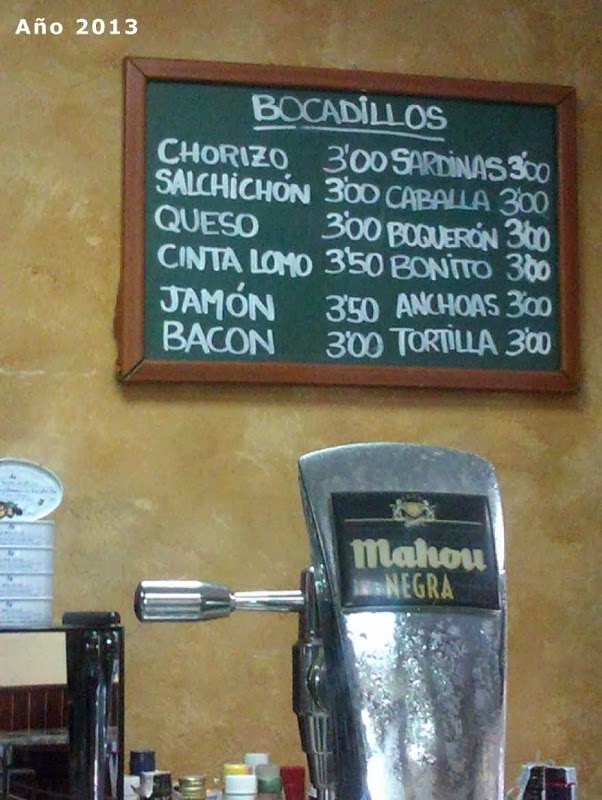 Año 2013
BOCADILLOS
CHORIZO 3'00 SARDINAS 3'00
SALCHICHÓN 3'00 CABALLA 3'00
QUESO 3'00 BOQUERÓN 3'00
CINTA LOMO 3'50 BONITO 3'00
JAMÓN 3'50 ANCHOAS 3'00
BACON 3'00 TORTILLA 3'00
Mahou
NEGRA